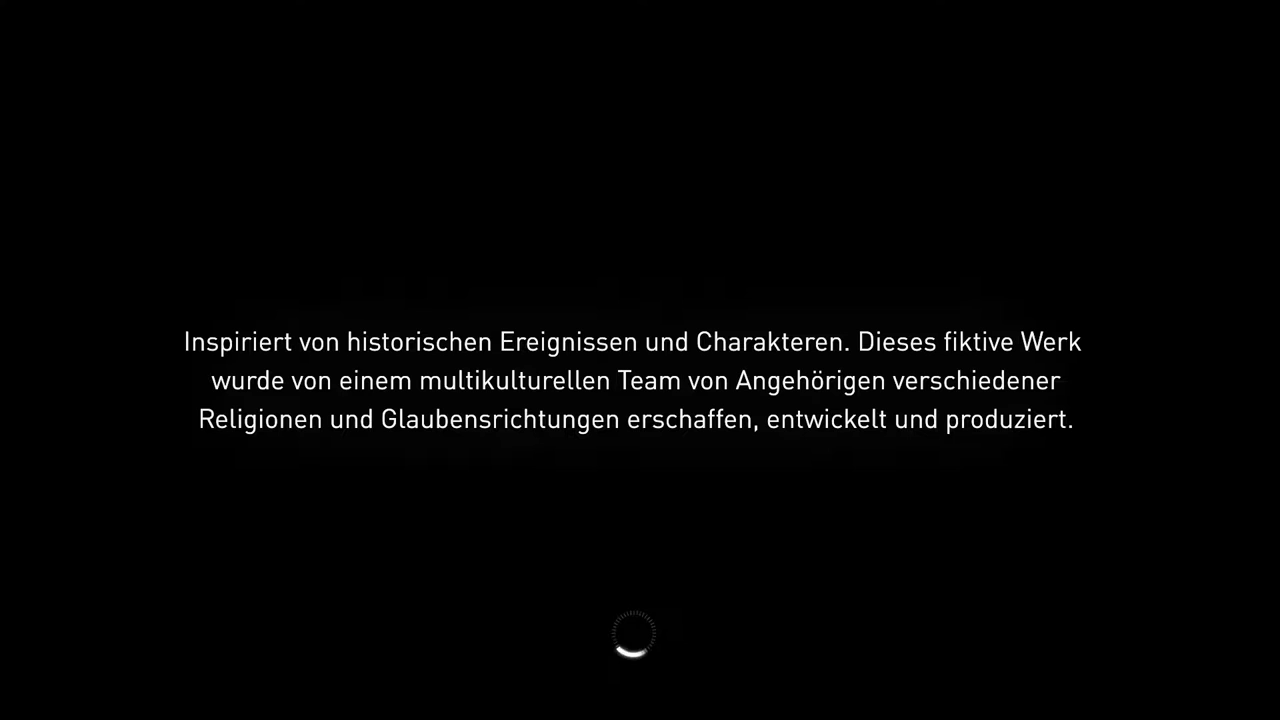 Inspiriert von historischen Ereignissen und Charakteren. Dieses fiktive Werk
wurde von einem multikulturellen Team von Angehörigen verschiedener
Religionen und Glaubensrichtungen erschaffen, entwickelt und produziert.